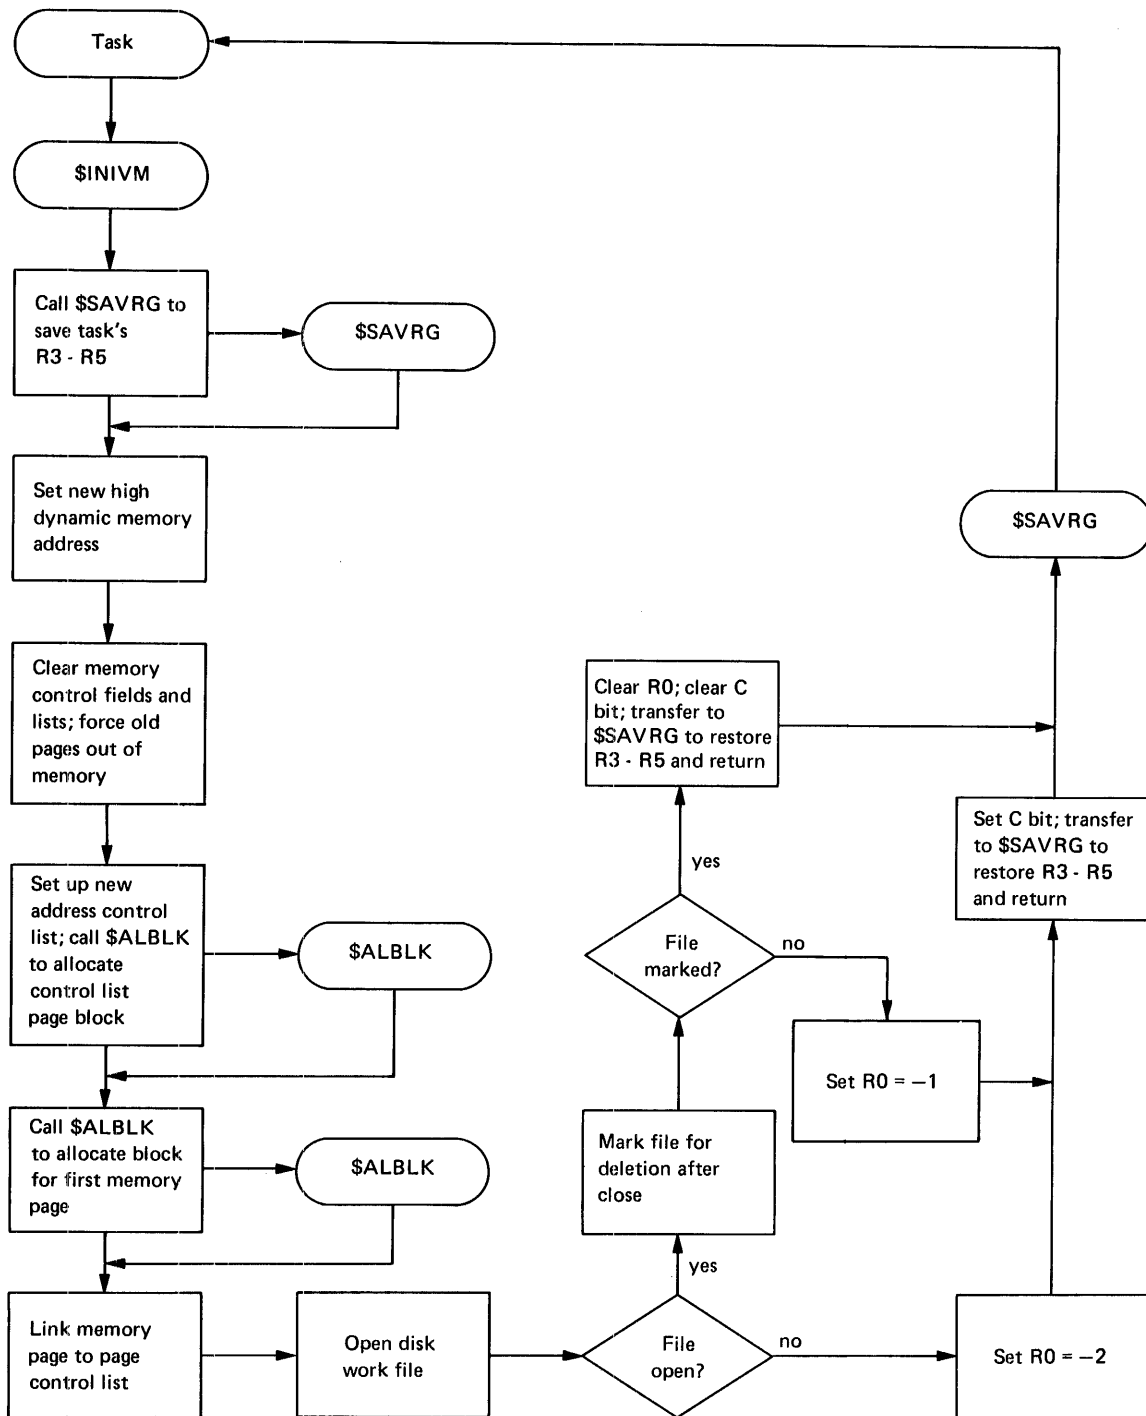 Task
$INIVM
Call $SAVRG to
save task's
R3 - R5
$SAVRG
Set new high
dynamic memory
address
$SAVRG
Clear memory
control fields and
lists; force old
pages out of
memory
Clear R0; clear C
bit; transfer to
$SAVRG to restore
R3 - R5 and return
Set C bit; transfer
to $SAVRG to
restore R3 - R5
and return
yes
Set up new
address control
list; call $ALBLK
to allocate
control list
page block
$ALBLK
File
marked?
no
Set R0 = −1
Call $ALBLK
to allocate block
for first memory
page
$ALBLK
Mark file for
deletion after
close
yes
Link memory
page to page
control list
Open disk
work file
File
open?
no
Set R0 = −2